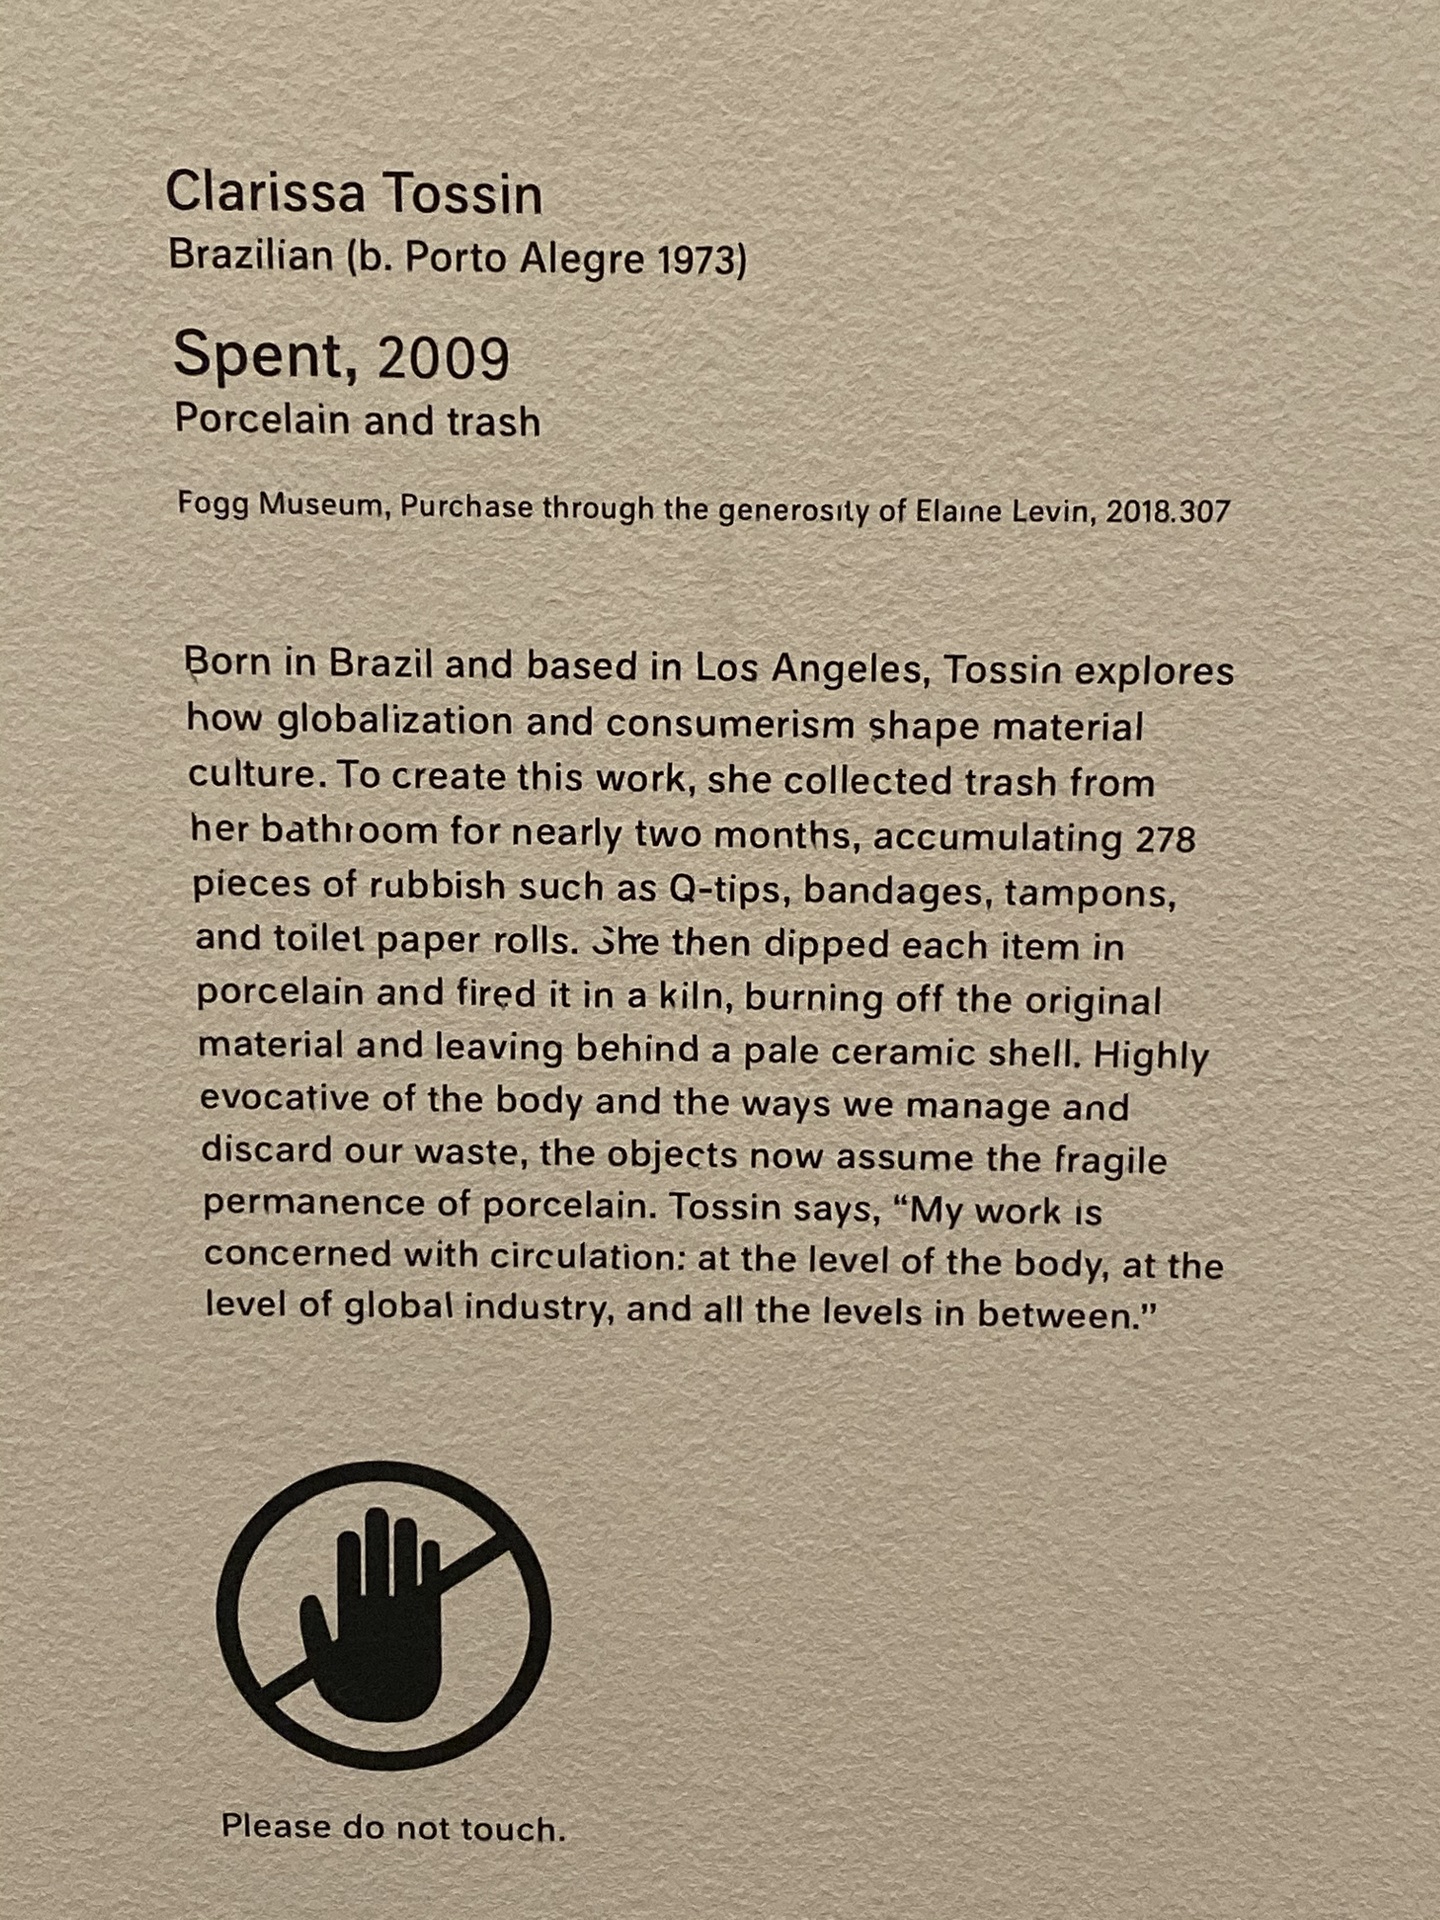 Clarissa Tossin
Brazilian (b. Porto Alegre 1973)
Spent, 2009
Porcelain and trash
Fogg Museum, Purchase through the generosity of Elaine Levin, 2018.307
Born in Brazil and based in Los Angeles, Tossin explores
how globalization and consumerism shape material
culture. To create this work, she collected trash from
her bathroom for nearly two months, accumulating 278
pieces of rubbish such as Q-tips, bandages, tampons,
and toilet paper rolls. She then dipped each item in
porcelain and fired it in a kiln, burning off the original
material and leaving behind a pale ceramic shell. Highly
evocative of the body and the ways we manage and
discard our waste, the objects now assume the fragile
permanence of porcelain. Tossin says, “My work is
concerned with circulation: at the level of the body, at the
level of global industry, and all the levels in between.”
Please do not touch.